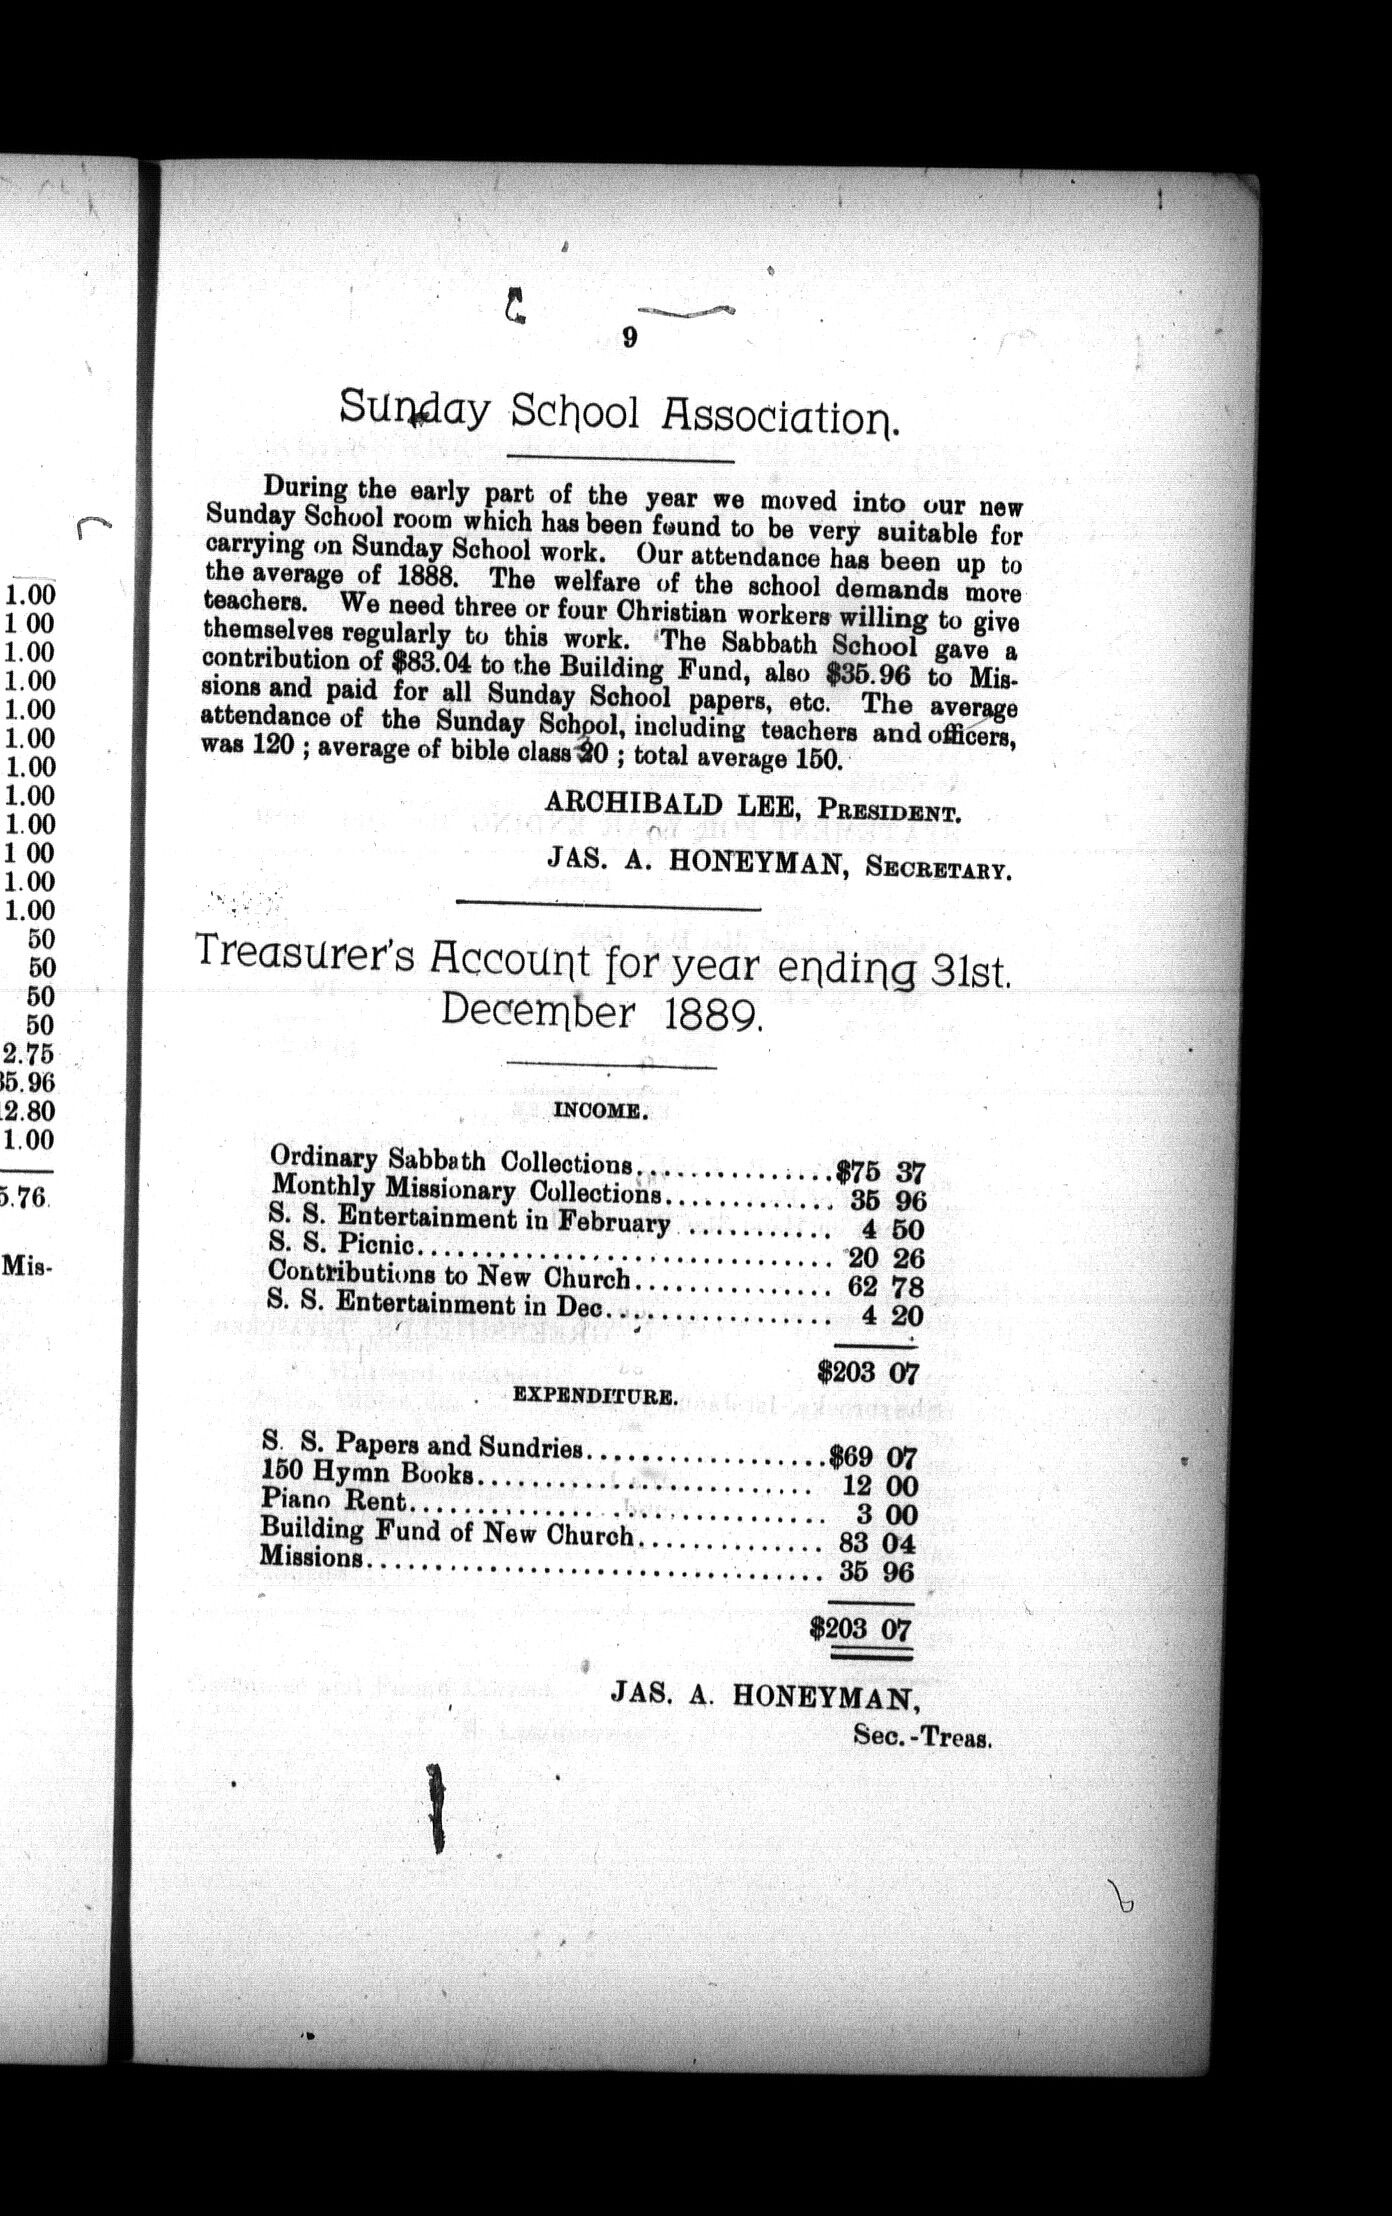 1.00
1 00
1.00
1.00
1.00
1.00
1.00
1.00
1.00
1 00
1.00
1.00
50
50
50
50
2.75
35.96
12.80
1.00
5.76.
Mis-
9
Sunday School Association.
During the early part of the year we moved into our new
Sunday School room which has been found to be very suitable for
carrying on Sunday School work. Our attendance has been up to
the average of 1888. The welfare of the school demands more
teachers. We need three or four Christian workers willing to give
themselves regularly to this work. The Sabbath School gave a
contribution of $83.04 to the Building Fund, also $35.96 to Mis-
sions and paid for all Sunday School papers, etc. The average
attendance of the Sunday School, including teachers and officers,
was 120 ; average of bible class 30 ; total average 150.
ARCHIBALD LEE, PRESIDENT.
JAS. A. HONEYMAN, SECRETARY.
Treasurer's Account for year ending 31st.
December 1889.
INCOME.
Ordinary Sabbath Collections...............$75 37
Monthly Missionary Collections............. 35 96
S. S. Entertainment in February ........... 4 50
S. S. Picnic............................... 20 26
Contributions to New Church............... 62 78
S. S. Entertainment in Dec................. 4 20
$203 07
EXPENDITURE.
S. S. Papers and Sundries..................$69 07
150 Hymn Books......................... 12 00
Piano Rent............................... 3 00
Building Fund of New Church.............. 83 04
Missions.................................. 35 96
$203 07
JAS. A. HONEYMAN,
Sec.-Treas.